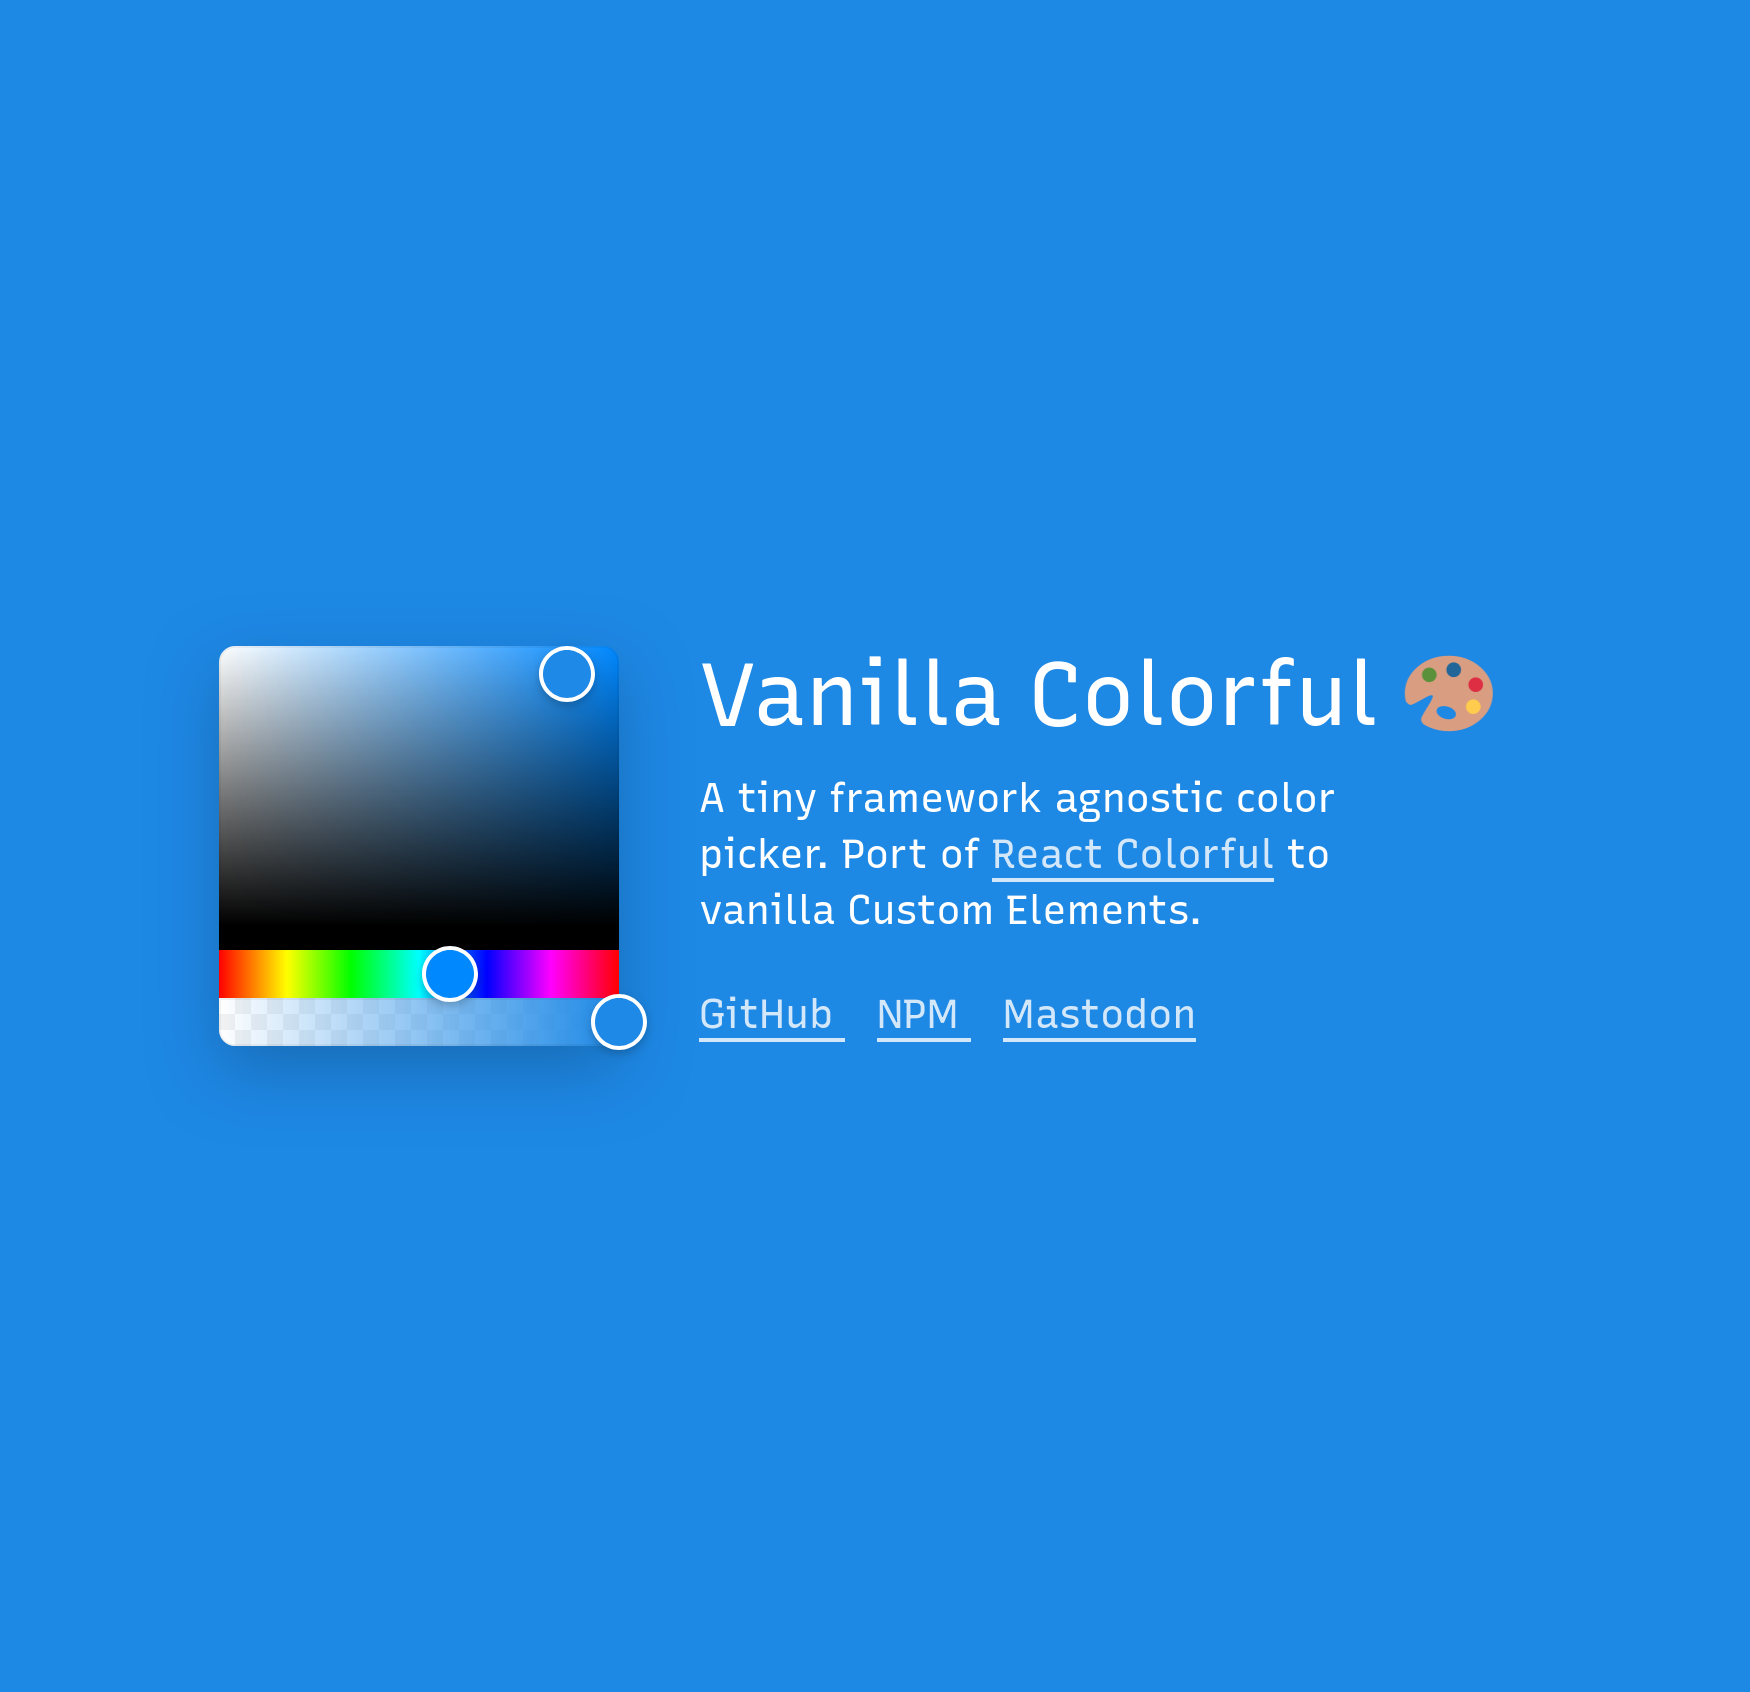 Vanilla Colorful 🎨
A tiny framework agnostic color
picker. Port of React Colorful to
vanilla Custom Elements.
GitHub NPM Mastodon